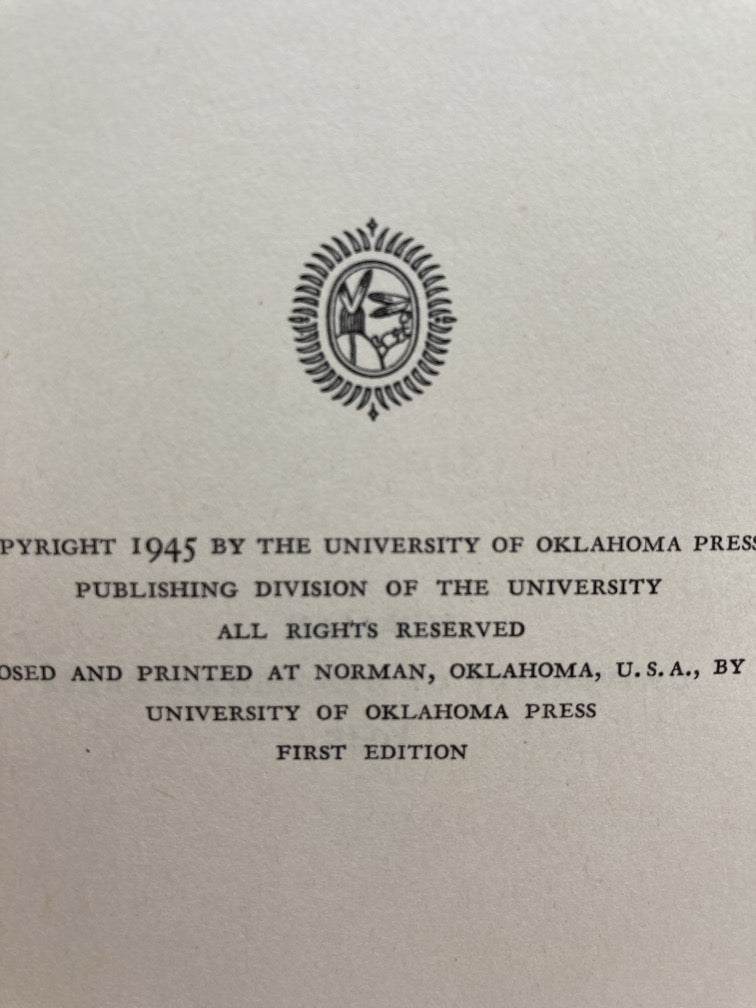 PYRIGHT 1945 BY THE UNIVERSITY OF OKLAHOMA PRESS
PUBLISHING DIVISION OF THE UNIVERSITY
ALL RIGHTS RESERVED
OSED AND PRINTED AT NORMAN, OKLAHOMA, U.S.A., BY
UNIVERSITY OF OKLAHOMA PRESS
FIRST EDITION